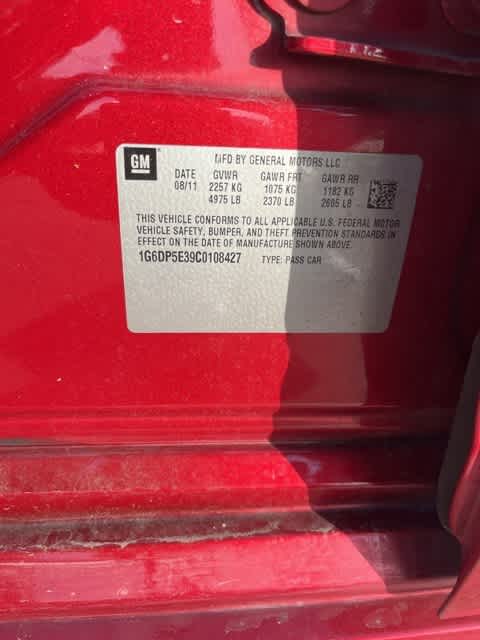 GM
MFD BY GENERAL MOTORS LLC
DATE GVWR GAWR FRT GAWR RR
08/11 2257 KG 1075 KG 1182 KG
4975 LB 2370 LB 2605 LB
THIS VEHICLE CONFORMS TO ALL APPLICABLE U.S. FEDERAL MOTOR
VEHICLE SAFETY, BUMPER, AND THEFT PREVENTION STANDARDS IN
EFFECT ON THE DATE OF MANUFACTURE SHOWN ABOVE.
1G6DP5E39C0108427 TYPE: PASS CAR